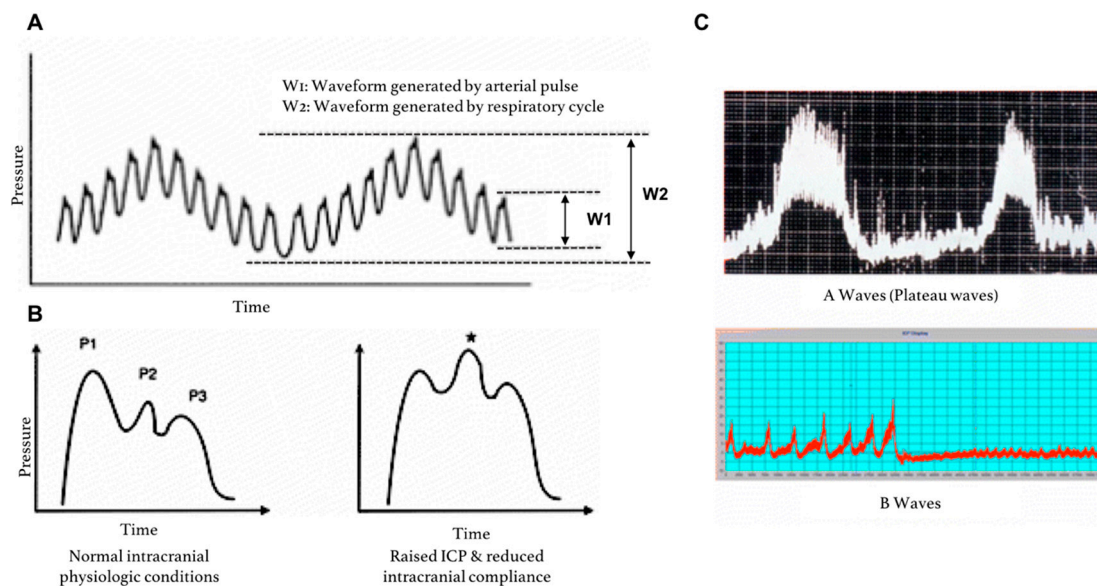 A
W1: Waveform generated by arterial pulse
W2: Waveform generated by respiratory cycle
Pressure
W1
W2
Time
B
P1
P2
P3
Pressure
Time
Normal intracranial
physiologic conditions
*
Time
Raised ICP & reduced
intracranial compliance
C
A Waves (Plateau waves)
ICP Display
B Waves